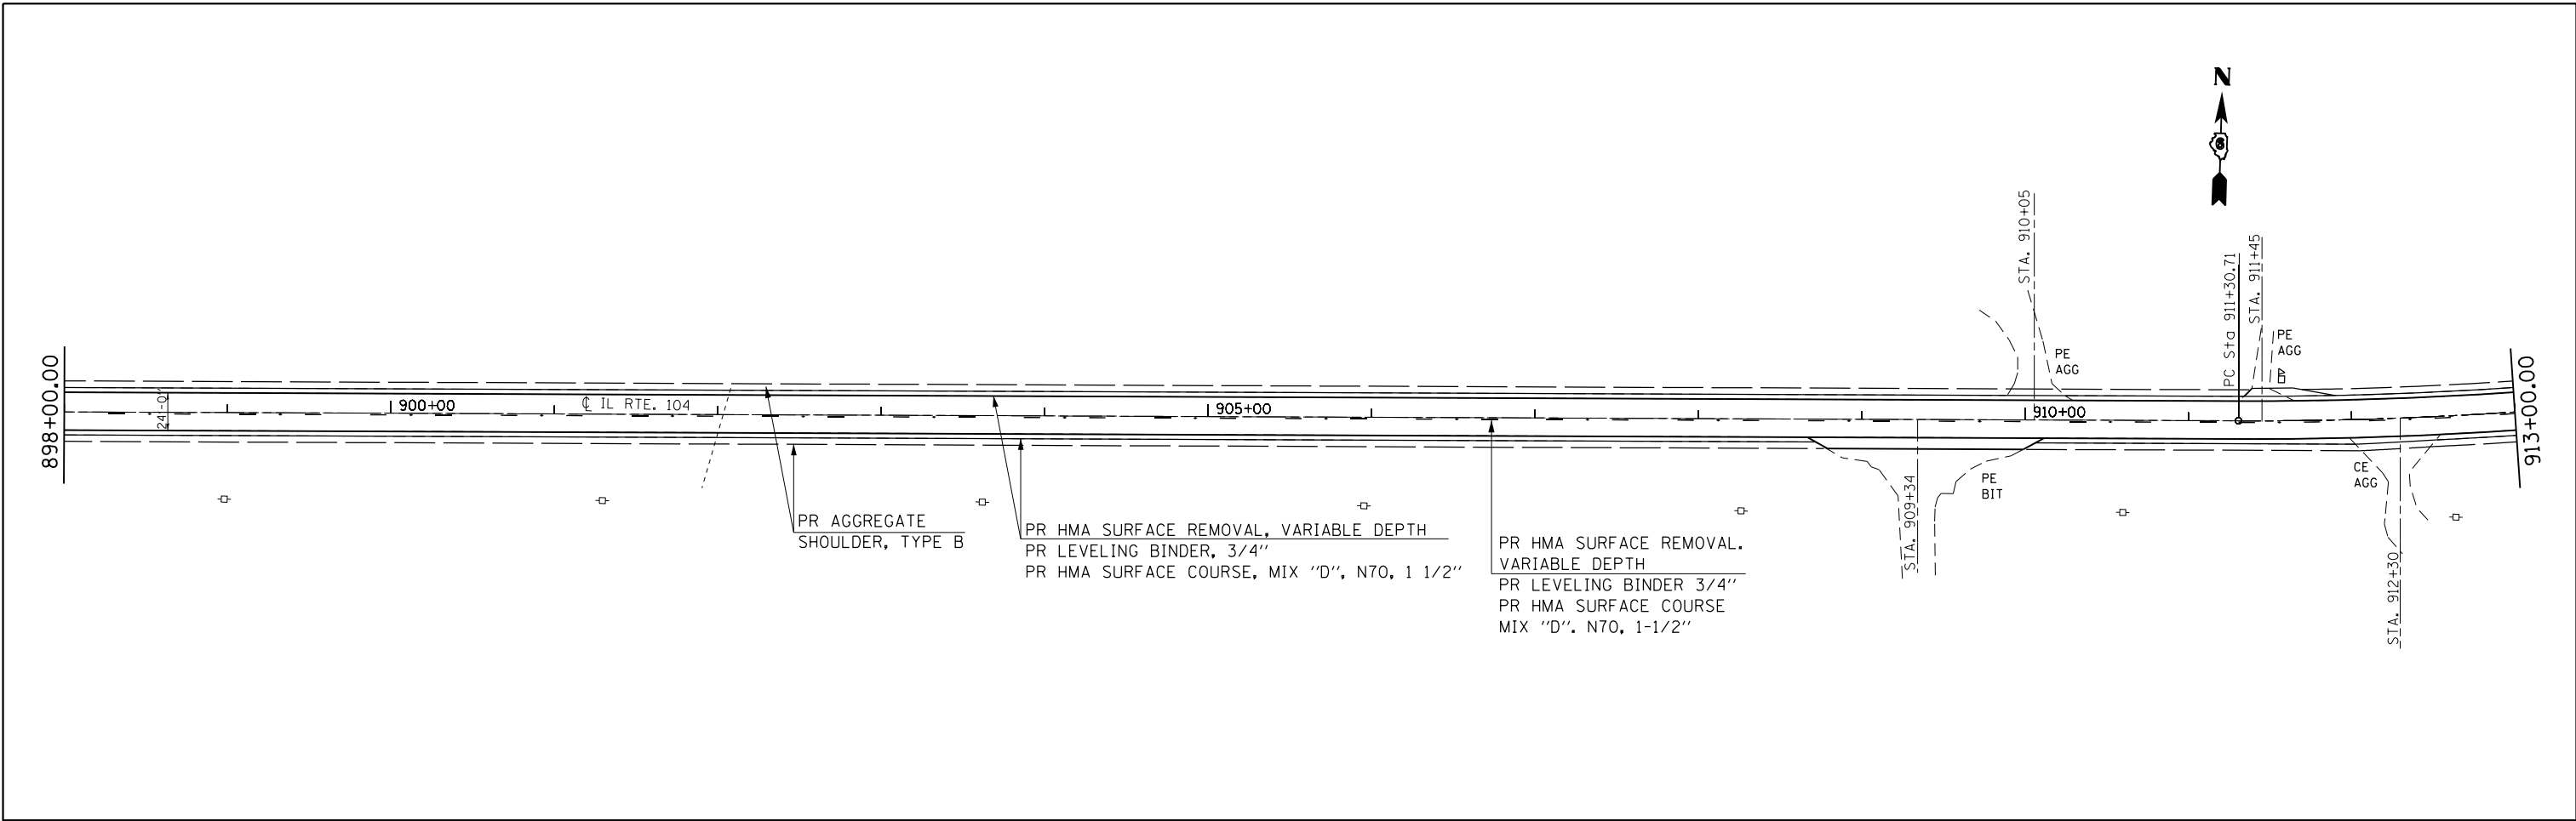 N
6
STA. 910+05
PC Sta 911+30.71
STA. 911+45
PE
AGG
PE
AGG
898+00.00
24'-0"
900+00
℄ IL RTE. 104
905+00
910+00
913+00.00
CE
AGG
PE
BIT
STA. 909+34
STA. 912+30
PR AGGREGATE
SHOULDER, TYPE B
PR HMA SURFACE REMOVAL, VARIABLE DEPTH
PR LEVELING BINDER, 3/4"
PR HMA SURFACE COURSE, MIX "D", N70, 1 1/2"
PR HMA SURFACE REMOVAL.
VARIABLE DEPTH
PR LEVELING BINDER 3/4"
PR HMA SURFACE COURSE
MIX "D". N70, 1-1/2"